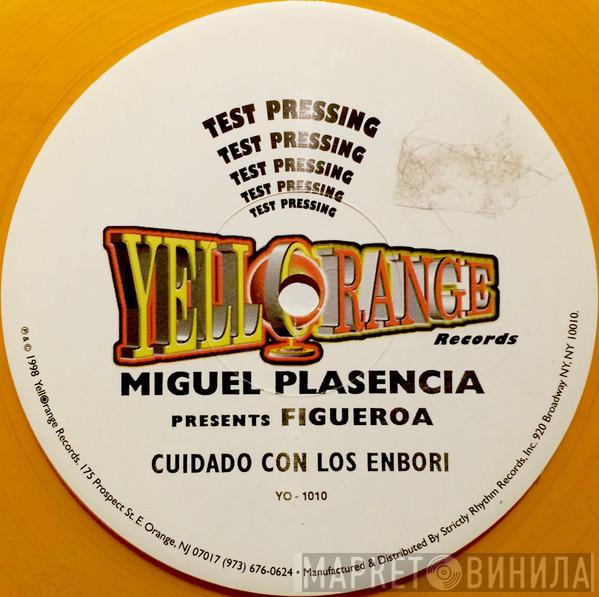 TEST PRESSING
TEST PRESSING
TEST PRESSING
TEST PRESSING
TEST PRESSING
YELLORANGE
Records
MIGUEL PLASENCIA
PRESENTS FIGUEROA
CUIDADO CON LOS ENBORI
YO - 1010
℗ & © 1998 YellOrange Records, 175 Prospect St. E. Orange, NJ 07017 (973) 676-0624 • Manufactured & Distributed By Strictly Rhythm Records, Inc. 920 Broadway NY, NY 10010.
МАРКЕТ ВИНИЛА